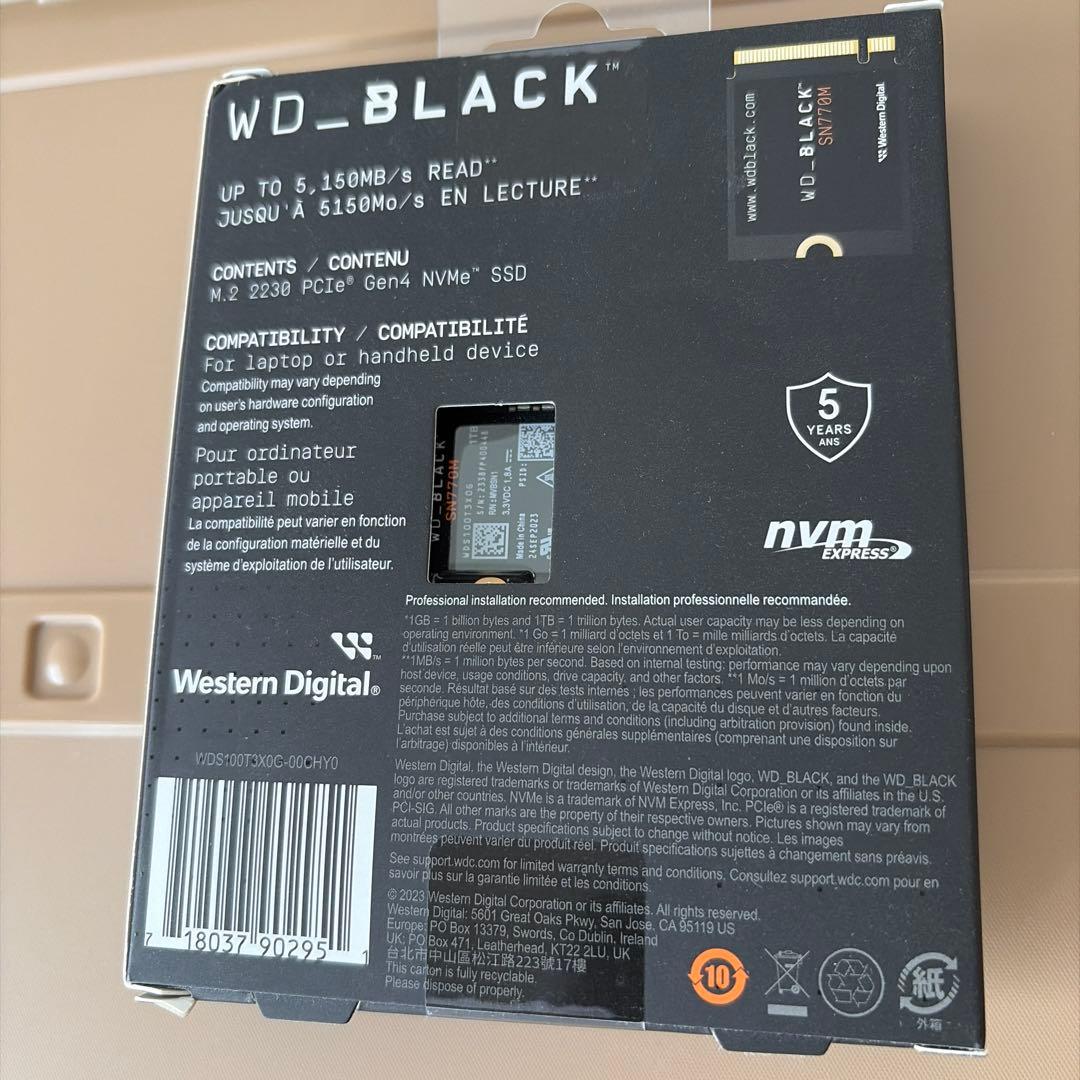 WD_BLACK™
UP TO 5,150MB/s READ**
JUSQU'À 5150Mo/s EN LECTURE**
CONTENTS / CONTENU
M.2 2230 PCIe® Gen4 NVMe™ SSD
COMPATIBILITY / COMPATIBILITÉ
For laptop or handheld device
Compatibility may vary depending
on user's hardware configuration
and operating system.
Pour ordinateur
portable ou
appareil mobile
La compatibilité peut varier en fonction
de la configuration matérielle et du
système d'exploitation de l'utilisateur.
www.wdblack.com
WD_BLACK™
SN770M
Western Digital
5
YEARS
ANS
nvm
EXPRESS®
WD_BLACK
SN770M
1TB
WDS100T3X0G
S/N:
R/N: MVB9N1
3.3VDC 1.8A
PSID:
Made in China
24SEP2023
Professional installation recommended. Installation professionnelle recommandée.
*1GB = 1 billion bytes and 1TB = 1 trillion bytes. Actual user capacity may be less depending on
operating environment. *1 Go = 1 milliard d'octets et 1 To = mille milliards d'octets. La capacité
d'utilisation réelle peut être inférieure selon l'environnement d'exploitation.
**1MB/s = 1 million bytes per second. Based on internal testing; performance may vary depending upon
host device, usage conditions, drive capacity, and other factors. **1 Mo/s = 1 million d'octets par
seconde. Résultat basé sur des tests internes ; les performances peuvent varier en fonction du
périphérique hôte, des conditions d'utilisation, de la capacité du disque et d'autres facteurs.
Purchase subject to additional terms and conditions (including arbitration provision) found inside.
L'achat est sujet à des conditions générales supplémentaires (comprenant une disposition sur
l'arbitrage) disponibles à l'intérieur.
Western Digital®
WDS100T3X0G-00CHY0
7 18037 90295 1
Western Digital, the Western Digital design, the Western Digital logo, WD_BLACK, and the WD_BLACK
logo are registered trademarks or trademarks of Western Digital Corporation or its affiliates in the U.S.
and/or other countries. NVMe is a trademark of NVM Express, Inc. PCIe® is a registered trademark of
PCI-SIG. All other marks are the property of their respective owners. Pictures shown may vary from
actual products. Product specifications subject to change without notice. Les images
montrées peuvent varier du produit réel. Produit specifications sujettes à changement sans préavis.
See support.wdc.com for limited warranty terms and conditions. Consultez support.wdc.com pour en
savoir plus sur la garantie limitée et les conditions.
© 2023 Western Digital Corporation or its affiliates. All rights reserved.
Western Digital: 5601 Great Oaks Pkwy, San Jose, CA 95119 US
Europe: PO Box 13379, Swords, Co Dublin, Ireland
UK: PO Box 471, Leatherhead, KT22 2LU, UK
台北市中山區松江路223號17樓
This carton is fully recyclable.
Please dispose of properly.
10
紙
外箱